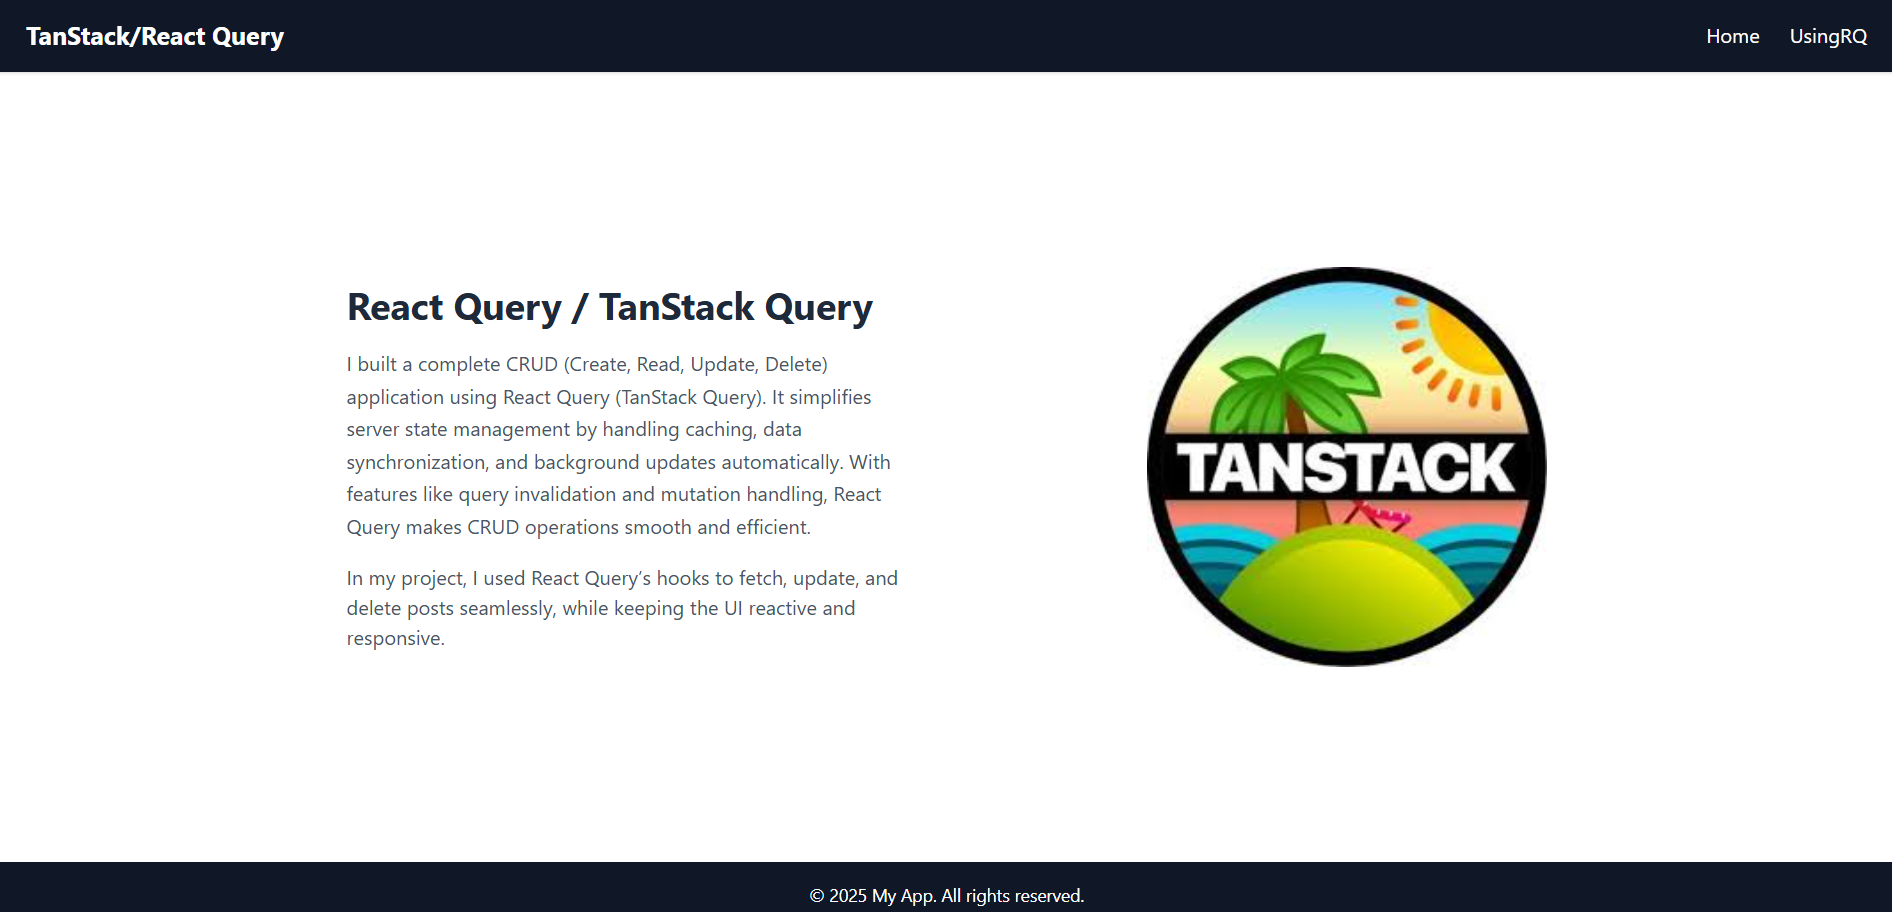 TanStack/React Query
Home
UsingRQ
React Query / TanStack Query
I built a complete CRUD (Create, Read, Update, Delete)
application using React Query (TanStack Query). It simplifies
server state management by handling caching, data
synchronization, and background updates automatically. With
features like query invalidation and mutation handling, React
Query makes CRUD operations smooth and efficient.
In my project, I used React Query’s hooks to fetch, update, and
delete posts seamlessly, while keeping the UI reactive and
responsive.
TANSTACK
© 2025 My App. All rights reserved.